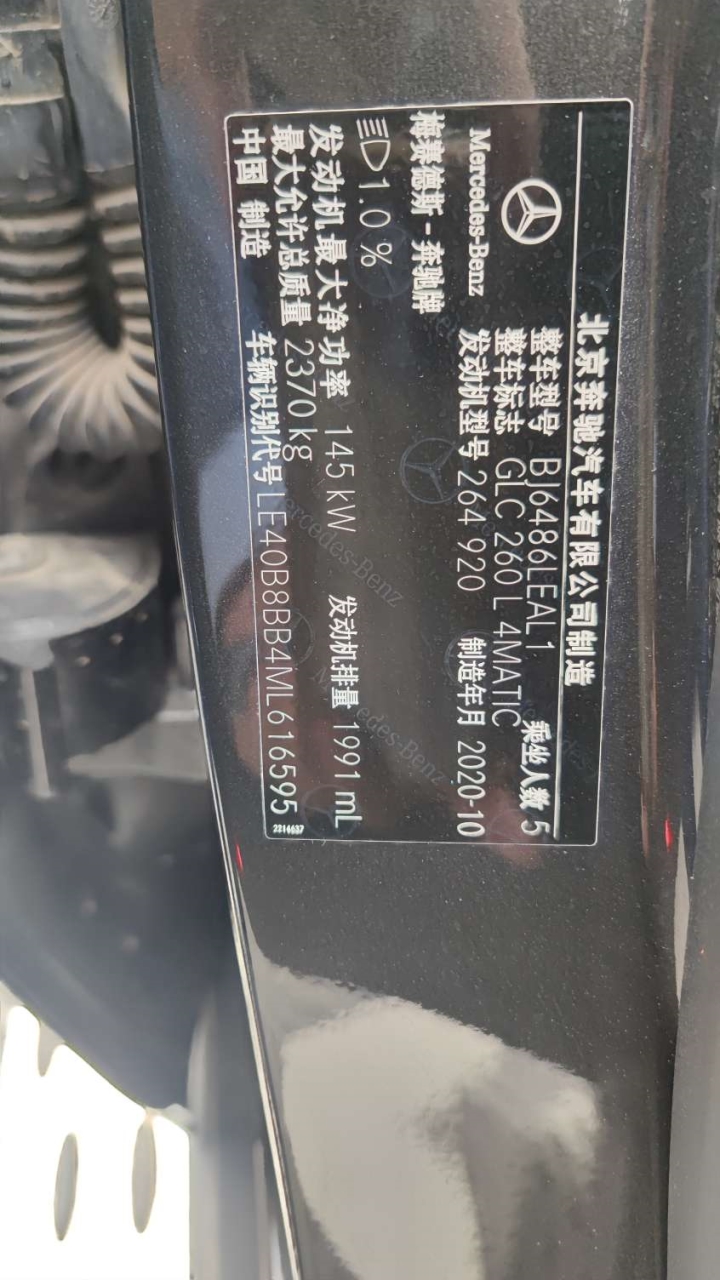 北京奔驰汽车有限公司制造
整车型号 BJ6486LEAL1 乘坐人数 5
整车标志 GLC 260 L 4MATIC
Mercedes-Benz 发动机型号 264 920 制造年月 2020-10
梅赛德斯-奔驰牌
1.0 %
发动机最大净功率 145 kW 发动机排量 1991 mL
最大允许总质量 2370 kg
中国 制造 车辆识别代号 LE40B8BB4ML616595
2214637
Mercedes-Benz
Mercedes-Benz